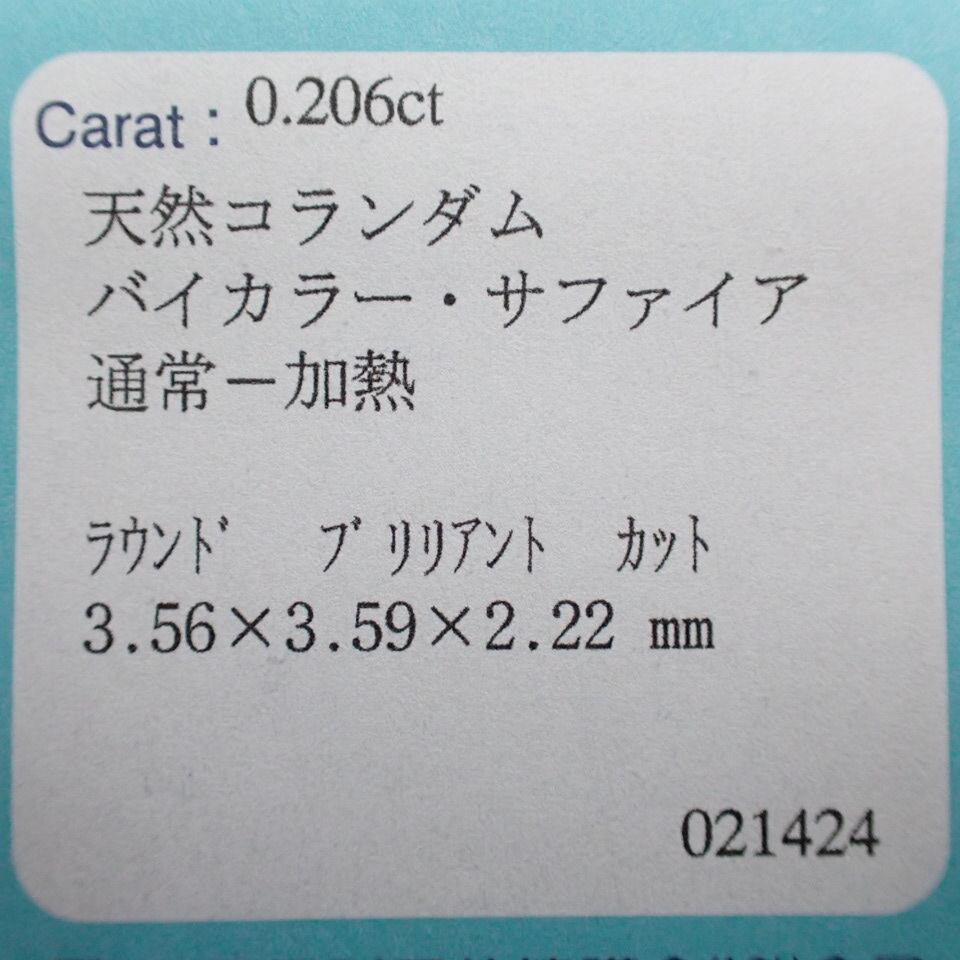 Carat : 0.206ct
天然コランダム
バイカラー・サファイア
通常－加熱
ﾗｳﾝﾄﾞ ﾌﾞﾘﾘｱﾝﾄ ｶｯﾄ
3.56×3.59×2.22 mm
021424